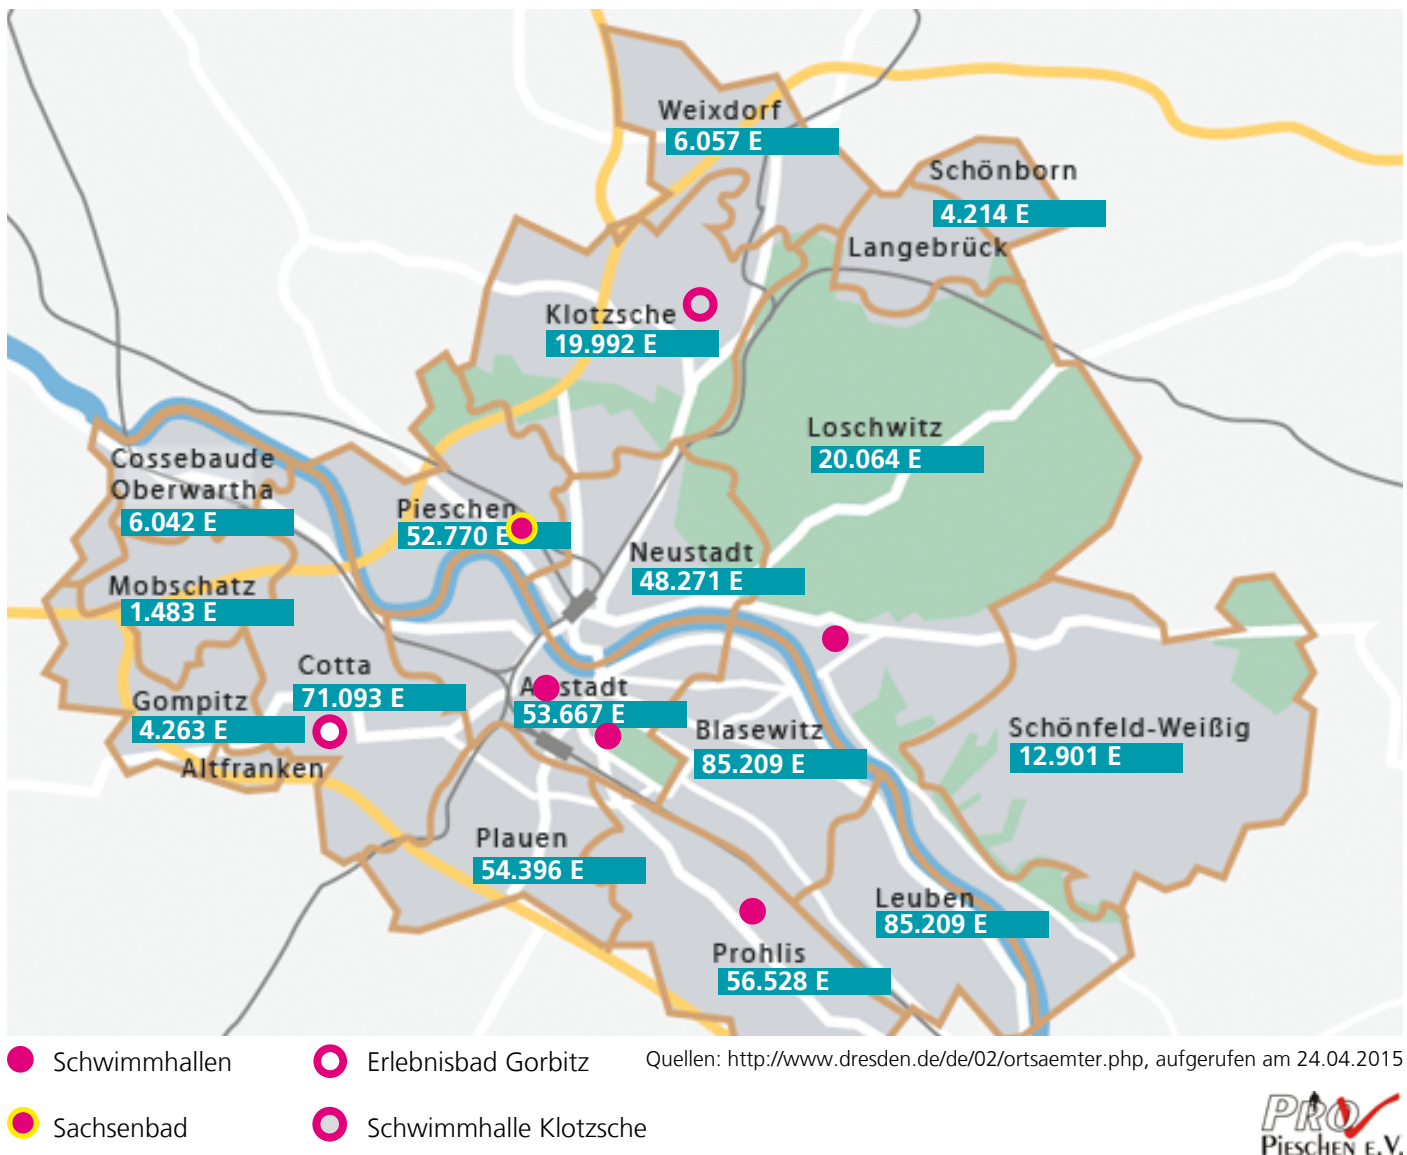 Weixdorf
6.057 E
Schönborn
4.214 E
Langebrück
Klotzsche
19.992 E
Loschwitz
20.064 E
Cossebaude
Oberwartha
6.042 E
Pieschen
52.770 E
Neustadt
48.271 E
Mobschatz
1.483 E
Cotta
71.093 E
Gompitz
4.263 E
Altfranken
A stadt
53.667 E
Blasewitz
85.209 E
Schönfeld-Weißig
12.901 E
Plauen
54.396 E
Leuben
85.209 E
Prohlis
56.528 E
Schwimmhallen
Erlebnisbad Gorbitz
Quellen: http://www.dresden.de/de/02/ortsaemter.php, aufgerufen am 24.04.2015
Sachsenbad
Schwimmhalle Klotzsche
PRO
PIESCHEN E.V.